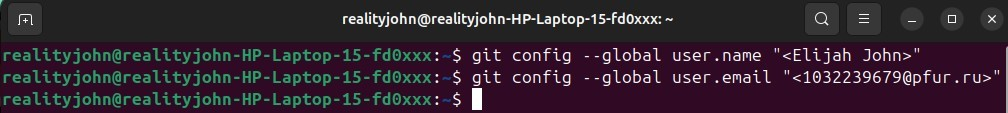 realityjohn@realityjohn-HP-Laptop-15-fd0xxx: ~
realityjohn@realityjohn-HP-Laptop-15-fd0xxx:~$ git config --global user.name "<Elijah John>"
realityjohn@realityjohn-HP-Laptop-15-fd0xxx:~$ git config --global user.email "<1032239679@pfur.ru>"
realityjohn@realityjohn-HP-Laptop-15-fd0xxx:~$